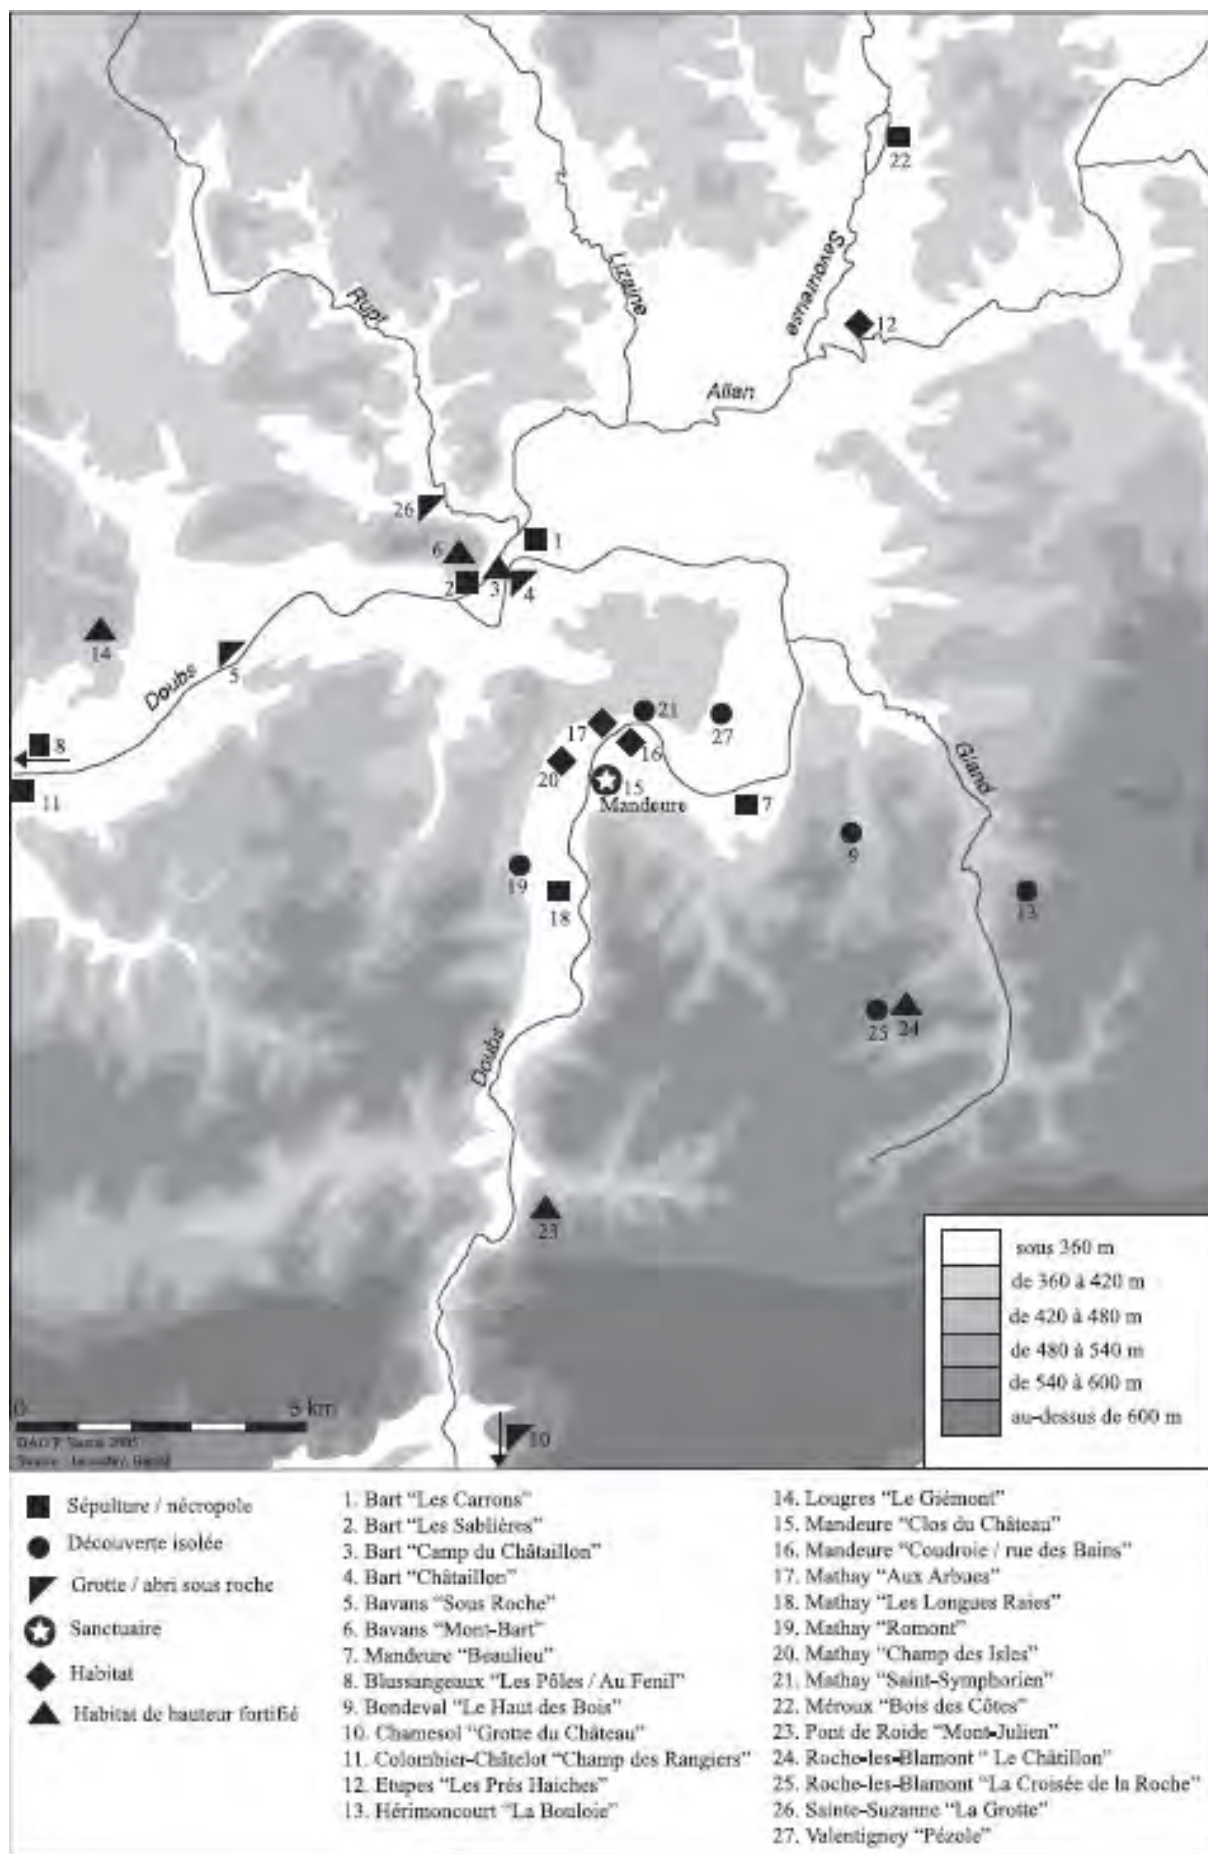 22
Lizaine
Savoureuse
Rupt
12
Allan
26
1
6
2
3
4
14
5
Doubs
21
17
27
16
8
20
15
Mandeure
7
11
Gland
9
19
18
13
25
24
Doubs
23
sous 360 m
de 360 à 420 m
de 420 à 480 m
de 480 à 540 m
de 540 à 600 m
au-dessus de 600 m
0
5 km
10
Sépulture / nécropole
Découverte isolée
Grotte / abri sous roche
Sanctuaire
Habitat
Habitat de hauteur fortifié
1. Bart “Les Carrons”
2. Bart “Les Sablières”
3. Bart “Camp du Châtaillon”
4. Bart “Châtaillon”
5. Bavans “Sous Roche”
6. Bavans “Mont-Bart”
7. Mandeure “Beaulieu”
8. Blussangeaux “Les Pôles / Au Fenil”
9. Bondeval “Le Haut des Bois”
10. Chamesol “Grotte du Château”
11. Colombier-Châtelot “Champ des Rangiers”
12. Etupes “Les Prés Haiches”
13. Hérimoncourt “La Bouloie”
14. Lougres “Le Giémont”
15. Mandeure “Clos du Château”
16. Mandeure “Coudroie / rue des Bains”
17. Mathay “Aux Arbues”
18. Mathay “Les Longues Raies”
19. Mathay “Romont”
20. Mathay “Champ des Isles”
21. Mathay “Saint-Symphorien”
22. Méroux “Bois des Côtes”
23. Pont de Roide “Mont-Julien”
24. Roche-les-Blamont “ Le Châtillon”
25. Roche-les-Blamont “La Croisée de la Roche”
26. Sainte-Suzanne “La Grotte”
27. Valentigney “Pézole”